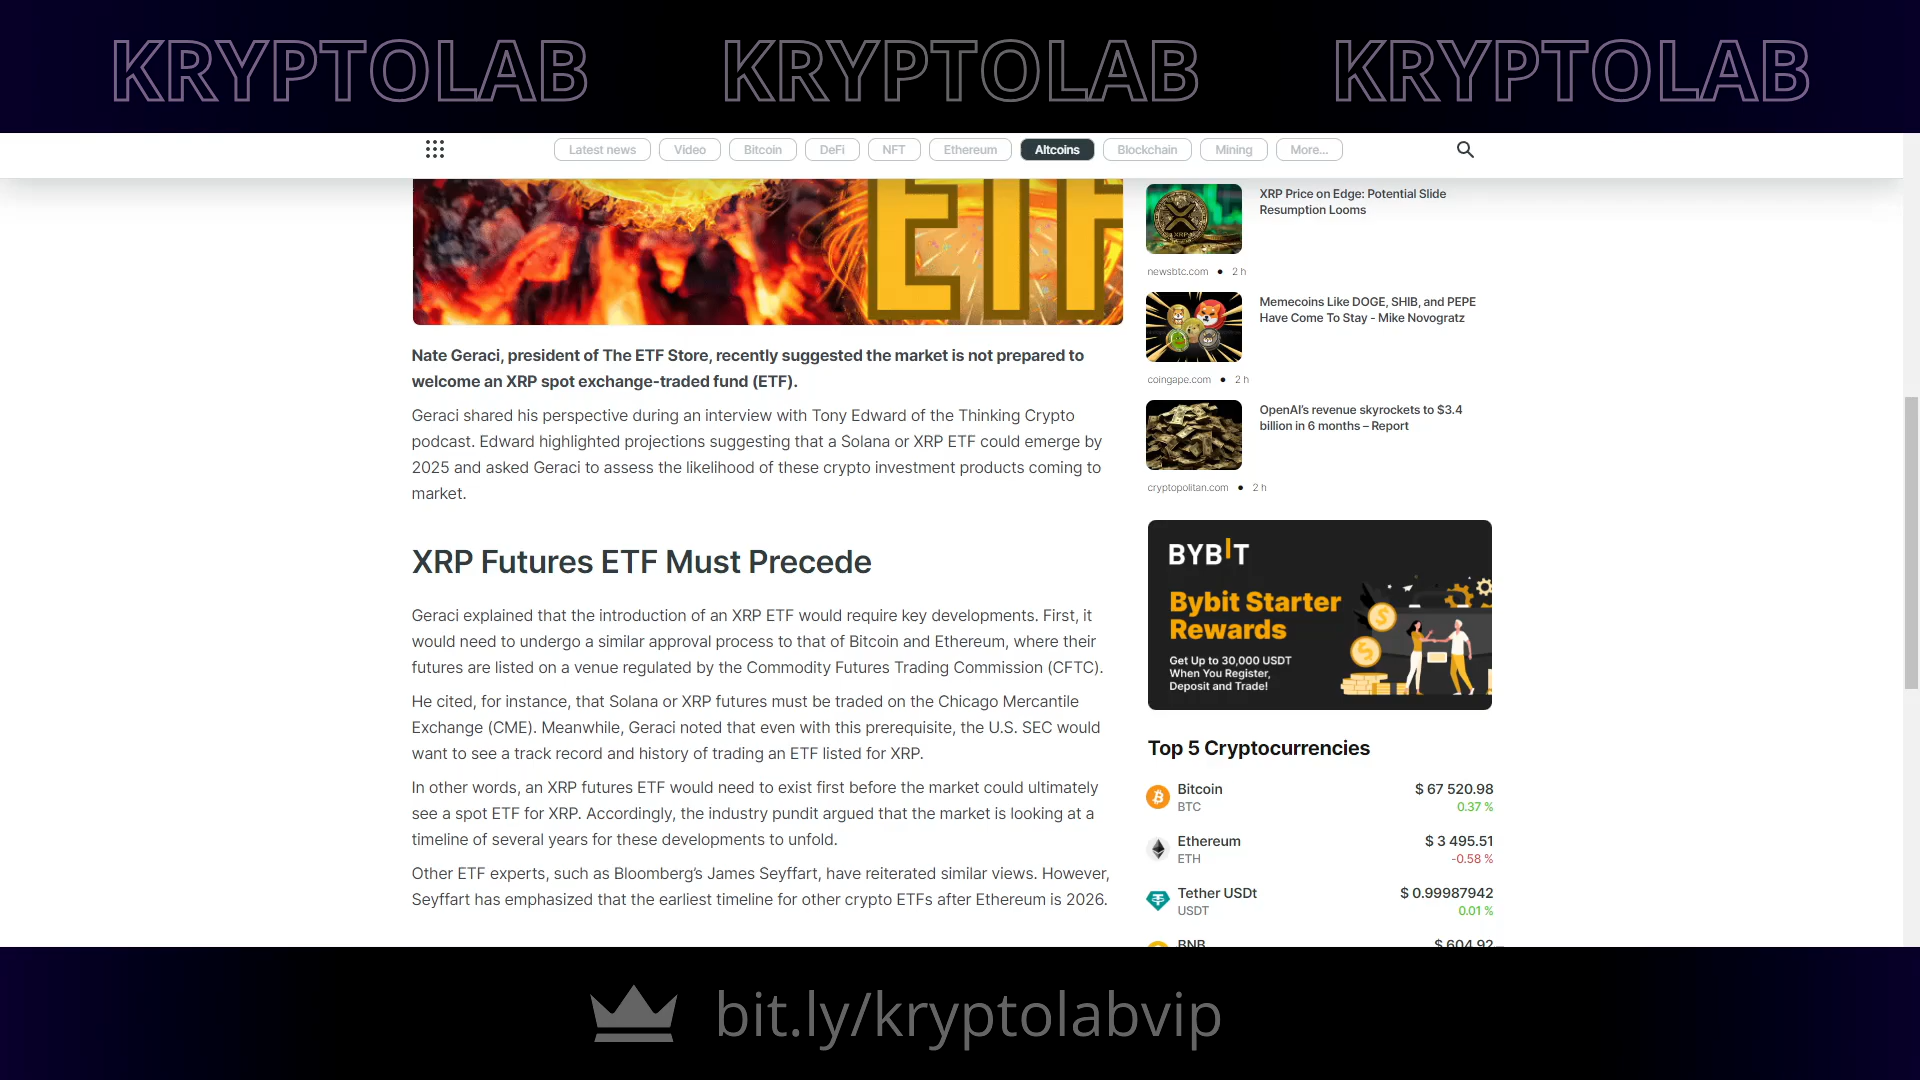 KRYPTOLAB KRYPTOLAB KRYPTOLAB
Latest news Video Bitcoin DeFi NFT Ethereum Altcoins Blockchain Mining More...
ETF
Nate Geraci, president of The ETF Store, recently suggested the market is not prepared to
welcome an XRP spot exchange-traded fund (ETF).
Geraci shared his perspective during an interview with Tony Edward of the Thinking Crypto
podcast. Edward highlighted projections suggesting that a Solana or XRP ETF could emerge by
2025 and asked Geraci to assess the likelihood of these crypto investment products coming to
market.
XRP Futures ETF Must Precede
Geraci explained that the introduction of an XRP ETF would require key developments. First, it
would need to undergo a similar approval process to that of Bitcoin and Ethereum, where their
futures are listed on a venue regulated by the Commodity Futures Trading Commission (CFTC).
He cited, for instance, that Solana or XRP futures must be traded on the Chicago Mercantile
Exchange (CME). Meanwhile, Geraci noted that even with this prerequisite, the U.S. SEC would
want to see a track record and history of trading an ETF listed for XRP.
In other words, an XRP futures ETF would need to exist first before the market could ultimately
see a spot ETF for XRP. Accordingly, the industry pundit argued that the market is looking at a
timeline of several years for these developments to unfold.
Other ETF experts, such as Bloomberg's James Seyffart, have reiterated similar views. However,
Seyffart has emphasized that the earliest timeline for other crypto ETFs after Ethereum is 2026.
XRP Price on Edge: Potential Slide
Resumption Looms
XRP
newsbtc.com ● 2 h
Memecoins Like DOGE, SHIB, and PEPE
Have Come To Stay - Mike Novogratz
coingape.com ● 2 h
OpenAI's revenue skyrockets to $3.4
billion in 6 months – Report
cryptopolitan.com ● 2 h
BYBIT
Bybit Starter
Rewards
Get Up to 30,000 USDT
When You Register,
Deposit and Trade!
Top 5 Cryptocurrencies
Bitcoin $ 67 520.98
BTC 0.37 %
Ethereum $ 3 495.51
ETH -0.58 %
Tether USDt $ 0.99987942
USDT 0.01 %
BNB $ 604.92
bit.ly/kryptolabvip